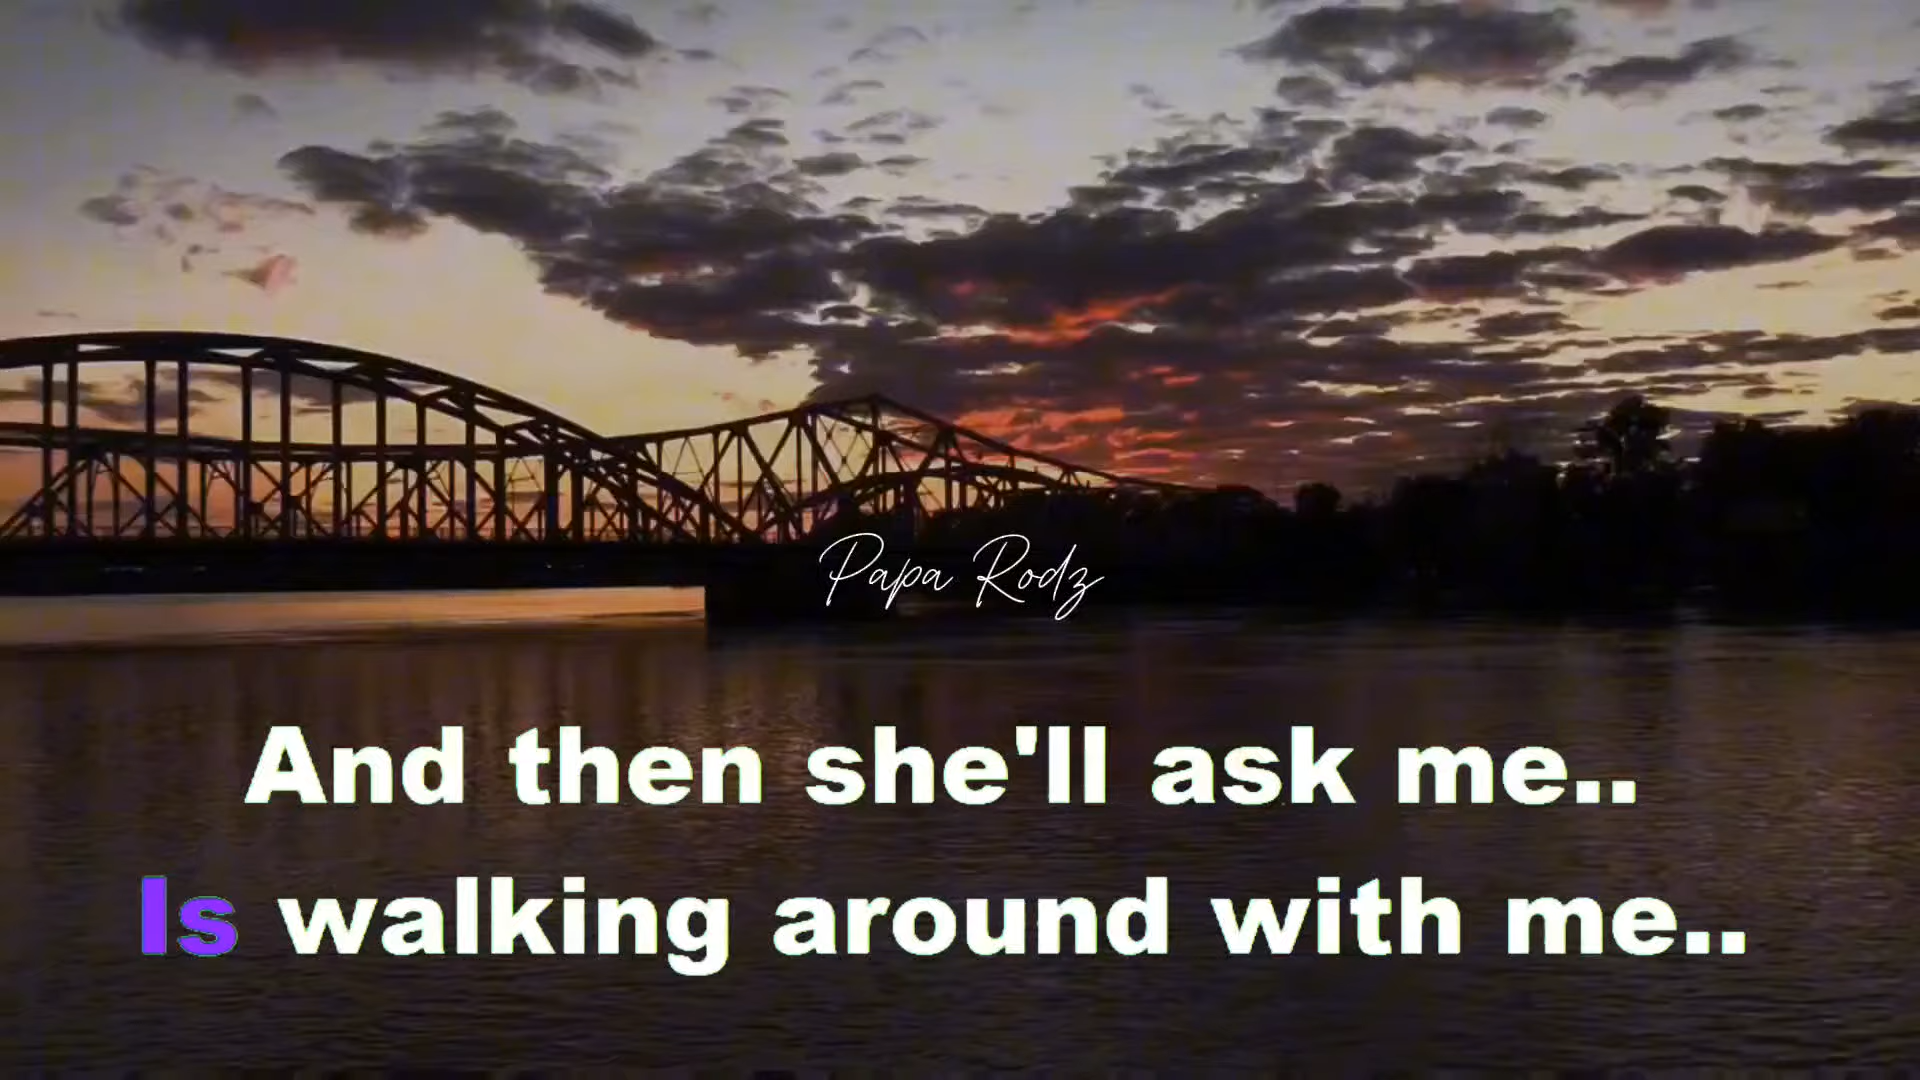 Papa Rodz
And then she'll ask me..
Is walking around with me..